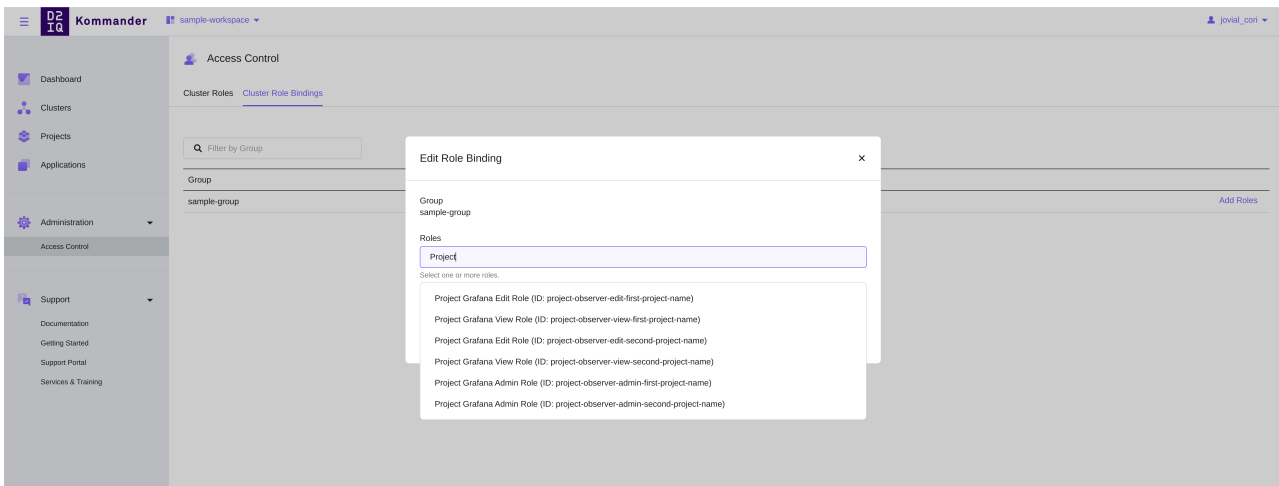 D2
IQ
Kommander
sample-workspace
jovial_cori
Dashboard
Clusters
Projects
Applications
Administration
Access Control
Support
Documentation
Getting Started
Support Portal
Services & Training
Access Control
Cluster Roles Cluster Role Bindings
Filter by Group
Group
sample-group Add Roles
Edit Role Binding
Group
sample-group
Roles
Project
Select one or more roles.
Project Grafana Edit Role (ID: project-observer-edit-first-project-name)
Project Grafana View Role (ID: project-observer-view-first-project-name)
Project Grafana Edit Role (ID: project-observer-edit-second-project-name)
Project Grafana View Role (ID: project-observer-view-second-project-name)
Project Grafana Admin Role (ID: project-observer-admin-first-project-name)
Project Grafana Admin Role (ID: project-observer-admin-second-project-name)